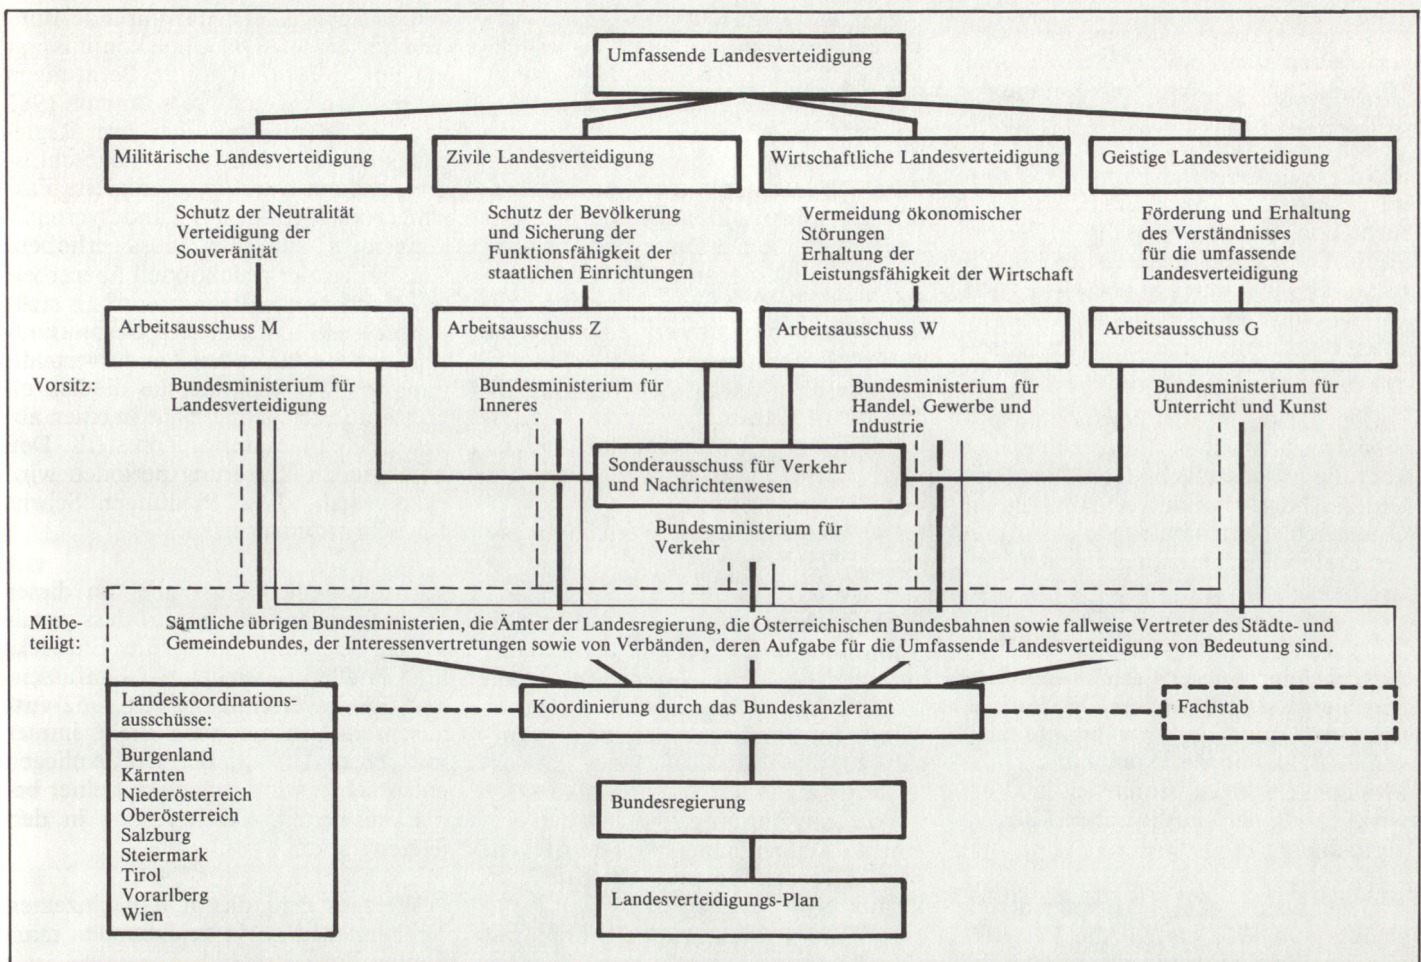 Umfassende Landesverteidigung
Militärische Landesverteidigung
Zivile Landesverteidigung
Wirtschaftliche Landesverteidigung
Geistige Landesverteidigung
Schutz der Neutralität
Verteidigung der
Souveränität
Schutz der Bevölkerung
und Sicherung der
Funktionsfähigkeit der
staatlichen Einrichtungen
Vermeidung ökonomischer
Störungen
Erhaltung der
Leistungsfähigkeit der Wirtschaft
Förderung und Erhaltung
des Verständnisses
für die umfassende
Landesverteidigung
Arbeitsausschuss M
Arbeitsausschuss Z
Arbeitsausschuss W
Arbeitsausschuss G
Vorsitz:
Bundesministerium für
Landesverteidigung
Bundesministerium für
Inneres
Bundesministerium für
Handel, Gewerbe und
Industrie
Bundesministerium für
Unterricht und Kunst
Sonderausschuss für Verkehr
und Nachrichtenwesen
Bundesministerium für
Verkehr
Mitbe-
teiligt:
Sämtliche übrigen Bundesministerien, die Ämter der Landesregierung, die Österreichischen Bundesbahnen sowie fallweise Vertreter des Städte- und
Gemeindebundes, der Interessenvertretungen sowie von Verbänden, deren Aufgabe für die Umfassende Landesverteidigung von Bedeutung sind.
Landeskoordinations-
ausschüsse:
Burgenland
Kärnten
Niederösterreich
Oberösterreich
Salzburg
Steiermark
Tirol
Vorarlberg
Wien
Koordinierung durch das Bundeskanzleramt
Fachstab
Bundesregierung
Landesverteidigungs-Plan